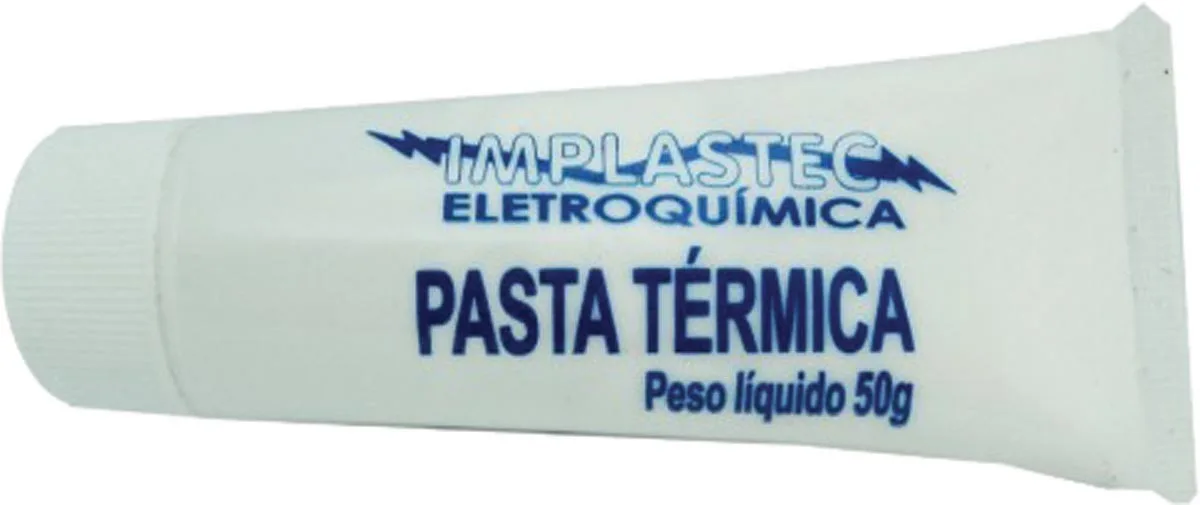 IMPLASTEC
ELETROQUÍMICA
PASTA TÉRMICA
Peso líquido 50g